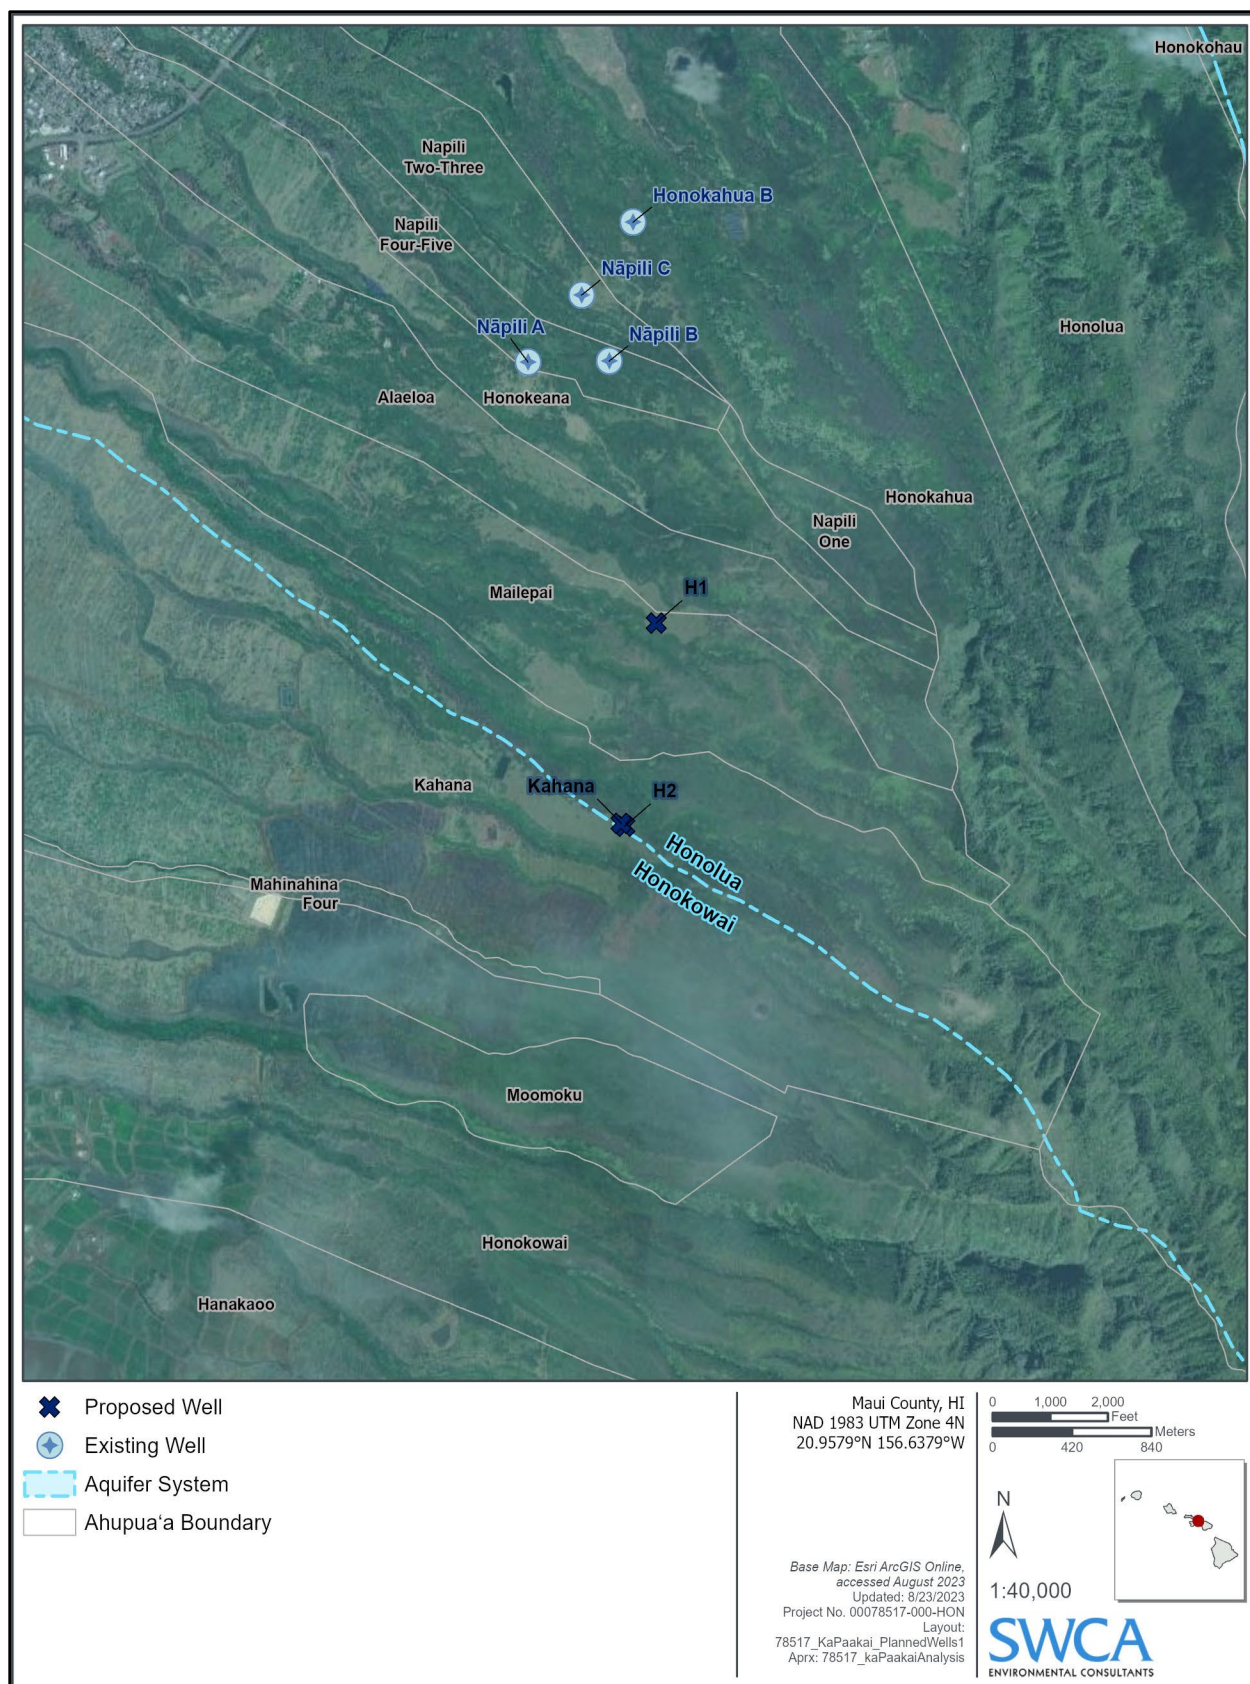 Honokohau
Napili
Two-Three
Honokahua B
Napili
Four-Five
Nāpili C
Nāpili A
Nāpili B
Honolua
Alaeloa
Honokeana
Honokahua
Napili
One
Mailepai
H1
Kahana
Kahana
H2
Honolua
Honokowai
Mahinahina
Four
Moomoku
Honokowai
Hanakaoo
Proposed Well
Existing Well
Aquifer System
Ahupuaʻa Boundary
Maui County, HI
NAD 1983 UTM Zone 4N
20.9579°N 156.6379°W
Base Map: Esri ArcGIS Online,
accessed August 2023
Updated: 8/23/2023
Project No. 00078517-000-HON
Layout:
78517_KaPaakai_PlannedWells1
Aprx: 78517_kaPaakaiAnalysis
0 1,000 2,000
Feet
Meters
0 420 840
N
1:40,000
SWCA
ENVIRONMENTAL CONSULTANTS